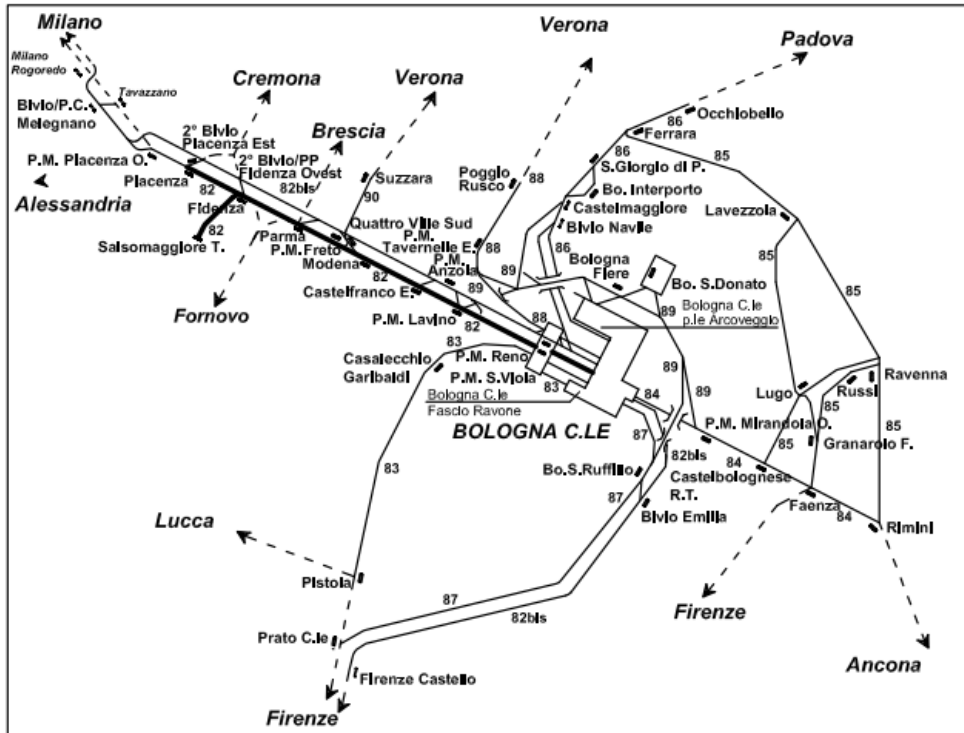 Milano
Verona
Padova
Cremona
Verona
Milano
Rogoredo
Tavazzano
Brescia
Bivio/P.C.
Melegnano
2° Bivio
Piacenza Est
Occhiobello
86
Ferrara
86
85
P.M. Piacenza O.
2° Bivio/PP
Fidenza Ovest
S.Giorgio di P.
Piacenza
82
82bis
Suzzara
Poggio
Rusco
88
Bo. Interporto
Alessandria
Fidenza
90
Castelmaggiore
Lavezzola
82
Salsomaggiore T.
Parma
Quattro Ville Sud
Bivio Navile
P.M.Freto
P.M.
Tavernelle E.
88
86
Modena
82
P.M.
Anzola
89
Bologna
Fiere
85
85
Castelfranco E.
89
Bo. S.Donato
Fornovo
Bologna C.le
p.le Arcoveggio
P.M. Lavino
82
88
89
83
Casalecchio
Garibaldi
P.M. Reno
P.M. S.Viola
83
84
89
89
Lugo
Russi
Ravenna
Bologna C.le
Fascio Ravone
85
BOLOGNA C.LE
87
P.M. Mirandola O.
85
Granarolo F.
85
82bis
83
Bo.S.Ruffillo
84
Castelbolognese
R.T.
87
Bivio Emilia
Faenza
84
Rimini
Lucca
Pistoia
87
82bis
Firenze
Prato C.le
Ancona
Firenze Castello
Firenze